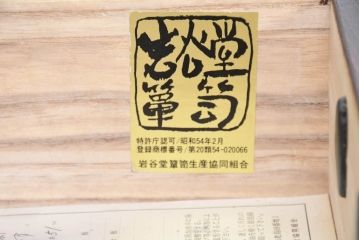 岩谷堂
箪笥
特許庁認可/昭和54年2月
登録商標番号/第20類54-020066
岩谷堂箪笥生産協同組合